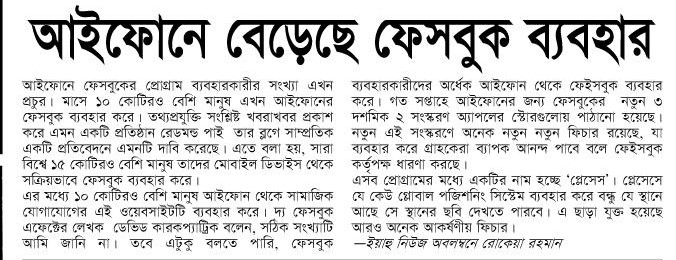 আইফোনে বেড়েছে ফেসবুক ব্যবহার
আইফোনে ফেসবুকের প্রোগ্রাম ব্যবহারকারীর সংখ্যা এখন
প্রচুর। মাসে ১০ কোটিরও বেশি মানুষ এখন আইফোনের
ফেসবুক ব্যবহার করে। তথ্যপ্রযুক্তি সংশ্লিষ্ট খবরাখবর প্রকাশ
করে এমন একটি প্রতিষ্ঠান রেডমন্ড পাই তার ব্লগে সাম্প্রতিক
একটি প্রতিবেদনে এমনটি দাবি করেছে। এতে বলা হয়, সারা
বিশ্বে ১৫ কোটিরও বেশি মানুষ তাদের মোবাইল ডিভাইস থেকে
সক্রিয়ভাবে ফেসবুক ব্যবহার করে।
এর মধ্যে ১০ কোটিরও বেশি মানুষ আইফোন থেকে সামাজিক
যোগাযোগের এই ওয়েবসাইটটি ব্যবহার করে। দ্য ফেসবুক
এফেক্টের লেখক ডেভিড কারকপ্যাট্রিক বলেন, সঠিক সংখ্যাটি
আমি জানি না। তবে এটুকু বলতে পারি, ফেসবুক
ব্যবহারকারীদের অর্ধেক আইফোন থেকে ফেইসবুক ব্যবহার
করে। গত সপ্তাহে আইফোনের জন্য ফেসবুকের নতুন ৩
দশমিক ২ সংস্করণ অ্যাপলের স্টোরগুলোয় পাঠানো হয়েছে।
নতুন এই সংস্করণে অনেক নতুন নতুন ফিচার রয়েছে, যা
ব্যবহার করে গ্রাহকেরা ব্যাপক আনন্দ পাবে বলে ফেইসবুক
কর্তৃপক্ষ ধারণা করছে।
এসব প্রোগ্রামের মধ্যে একটির নাম হচ্ছে ‘প্লেসেস’। প্লেসেসে
যে কেউ গ্লোবাল পজিশনিং সিস্টেম ব্যবহার করে বন্ধু যে স্থানে
আছে সে স্থানের ছবি দেখতে পারবে। এ ছাড়া যুক্ত হয়েছে
আরও অনেক আকর্ষণীয় ফিচার।
—ইয়াহু নিউজ অবলম্বনে রোকেয়া রহমান